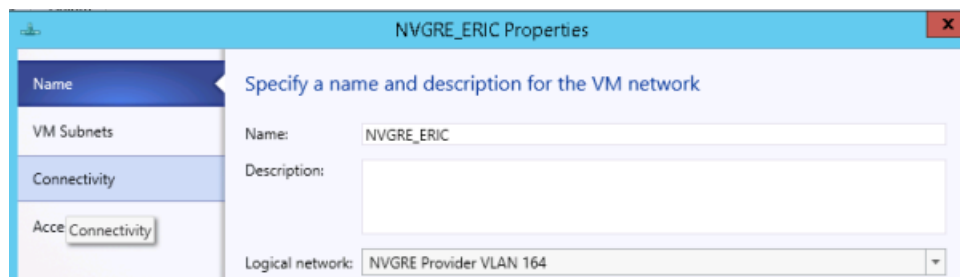 NVGRE_ERIC Properties
x
Name
Specify a name and description for the VM network
VM Subnets
Name: NVGRE_ERIC
Connectivity
Description:
Acce Connectivity
Logical network: NVGRE Provider VLAN 164